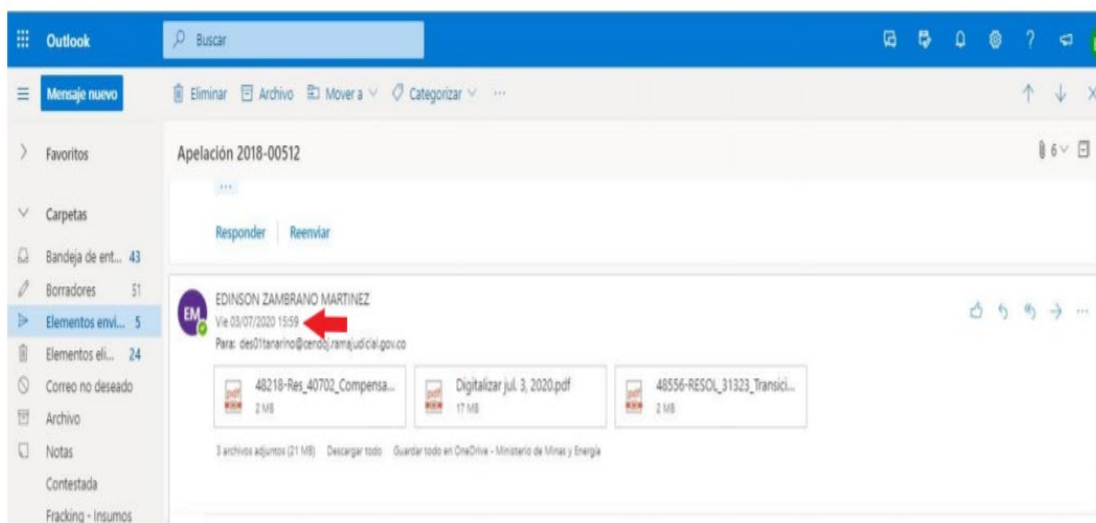 Outlook
Buscar
Mensaje nuevo
Eliminar Archivo Mover a Categorizar ...
Favoritos
Apelación 2018-00512
6
...
Carpetas
Responder Reenviar
Bandeja de ent... 43
Borradores 51
Elementos envi... 5
Elementos eli... 24
Correo no deseado
Archivo
Notas
Contestada
Fracking - Insumos
EM
EDINSON ZAMBRANO MARTINEZ
Vie 03/07/2020 15:59
Para: des01tanarino@cendoj.ramajudicial.gov.co
48218-Res_40702_Compensa...
2 MB
Digitalizar jul. 3, 2020.pdf
17 MB
48556-RESOL_31323_Transici...
2 MB
3 archivos adjuntos (21 MB) Descargar todo Guardar todo en OneDrive - Ministerio de Minas y Energía